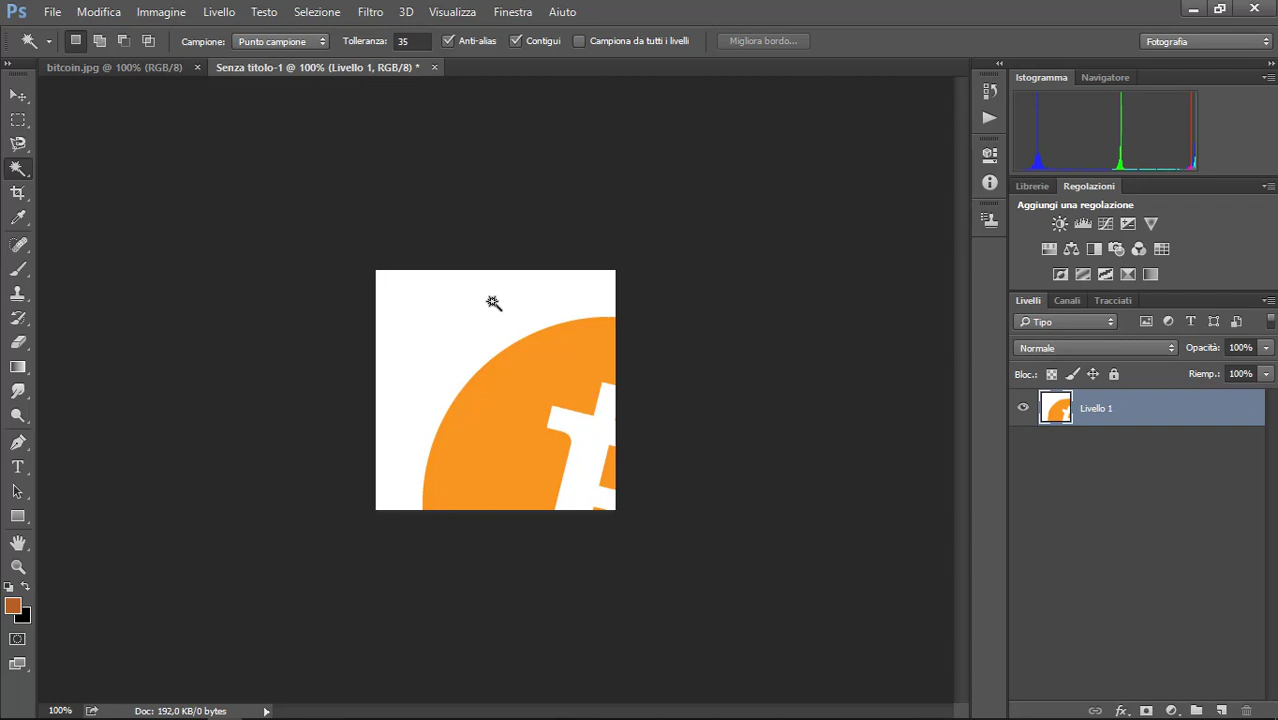 Ps File Modifica Immagine Livello Testo Selezione Filtro 3D Visualizza Finestra Aiuto
Campione: Punto campione Tolleranza: 35 Anti-alias Contigui Campiona da tutti i livelli Migliora bordo... Fotografia
bitcoin.jpg @ 100% (RGB/8) Senza titolo-1 @ 100% (Livello 1, RGB/8) *
Istogramma Navigatore
Librerie Regolazioni
Aggiungi una regolazione
Livelli Canali Tracciati
Tipo
Normale Opacità: 100%
Bloc.: Riemp.: 100%
Livello 1
100% Doc: 192,0 KB/0 bytes